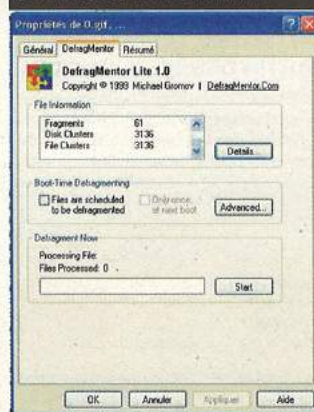 Propriétés de 0.gif, ...
Général DefragMentor Résumé
DefragMentor Lite 1.0
Copyright © 1999 Michael Gromov | DefragMentor.Com
File Information
Fragments 61
Disk Clusters 3136
File Clusters 3136
Details...
Boot-Time Defragmenting
Files are scheduled
to be defragmented
Only once,
at next boot
Advanced...
Defragment Now
Processing File:
Files Processed: 0
Start
OK Annuler Appliquer Aide